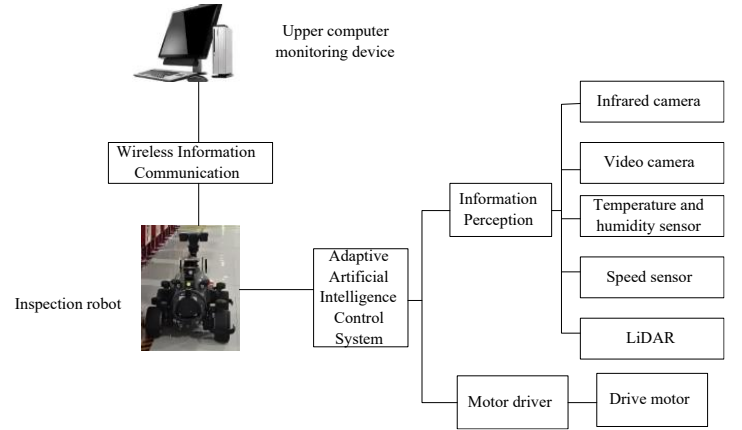 Upper computer
monitoring device
Wireless Information
Communication
Inspection robot
Adaptive
Artificial
Intelligence
Control
System
Information
Perception
Infrared camera
Video camera
Temperature and
humidity sensor
Speed sensor
LiDAR
Motor driver
Drive motor